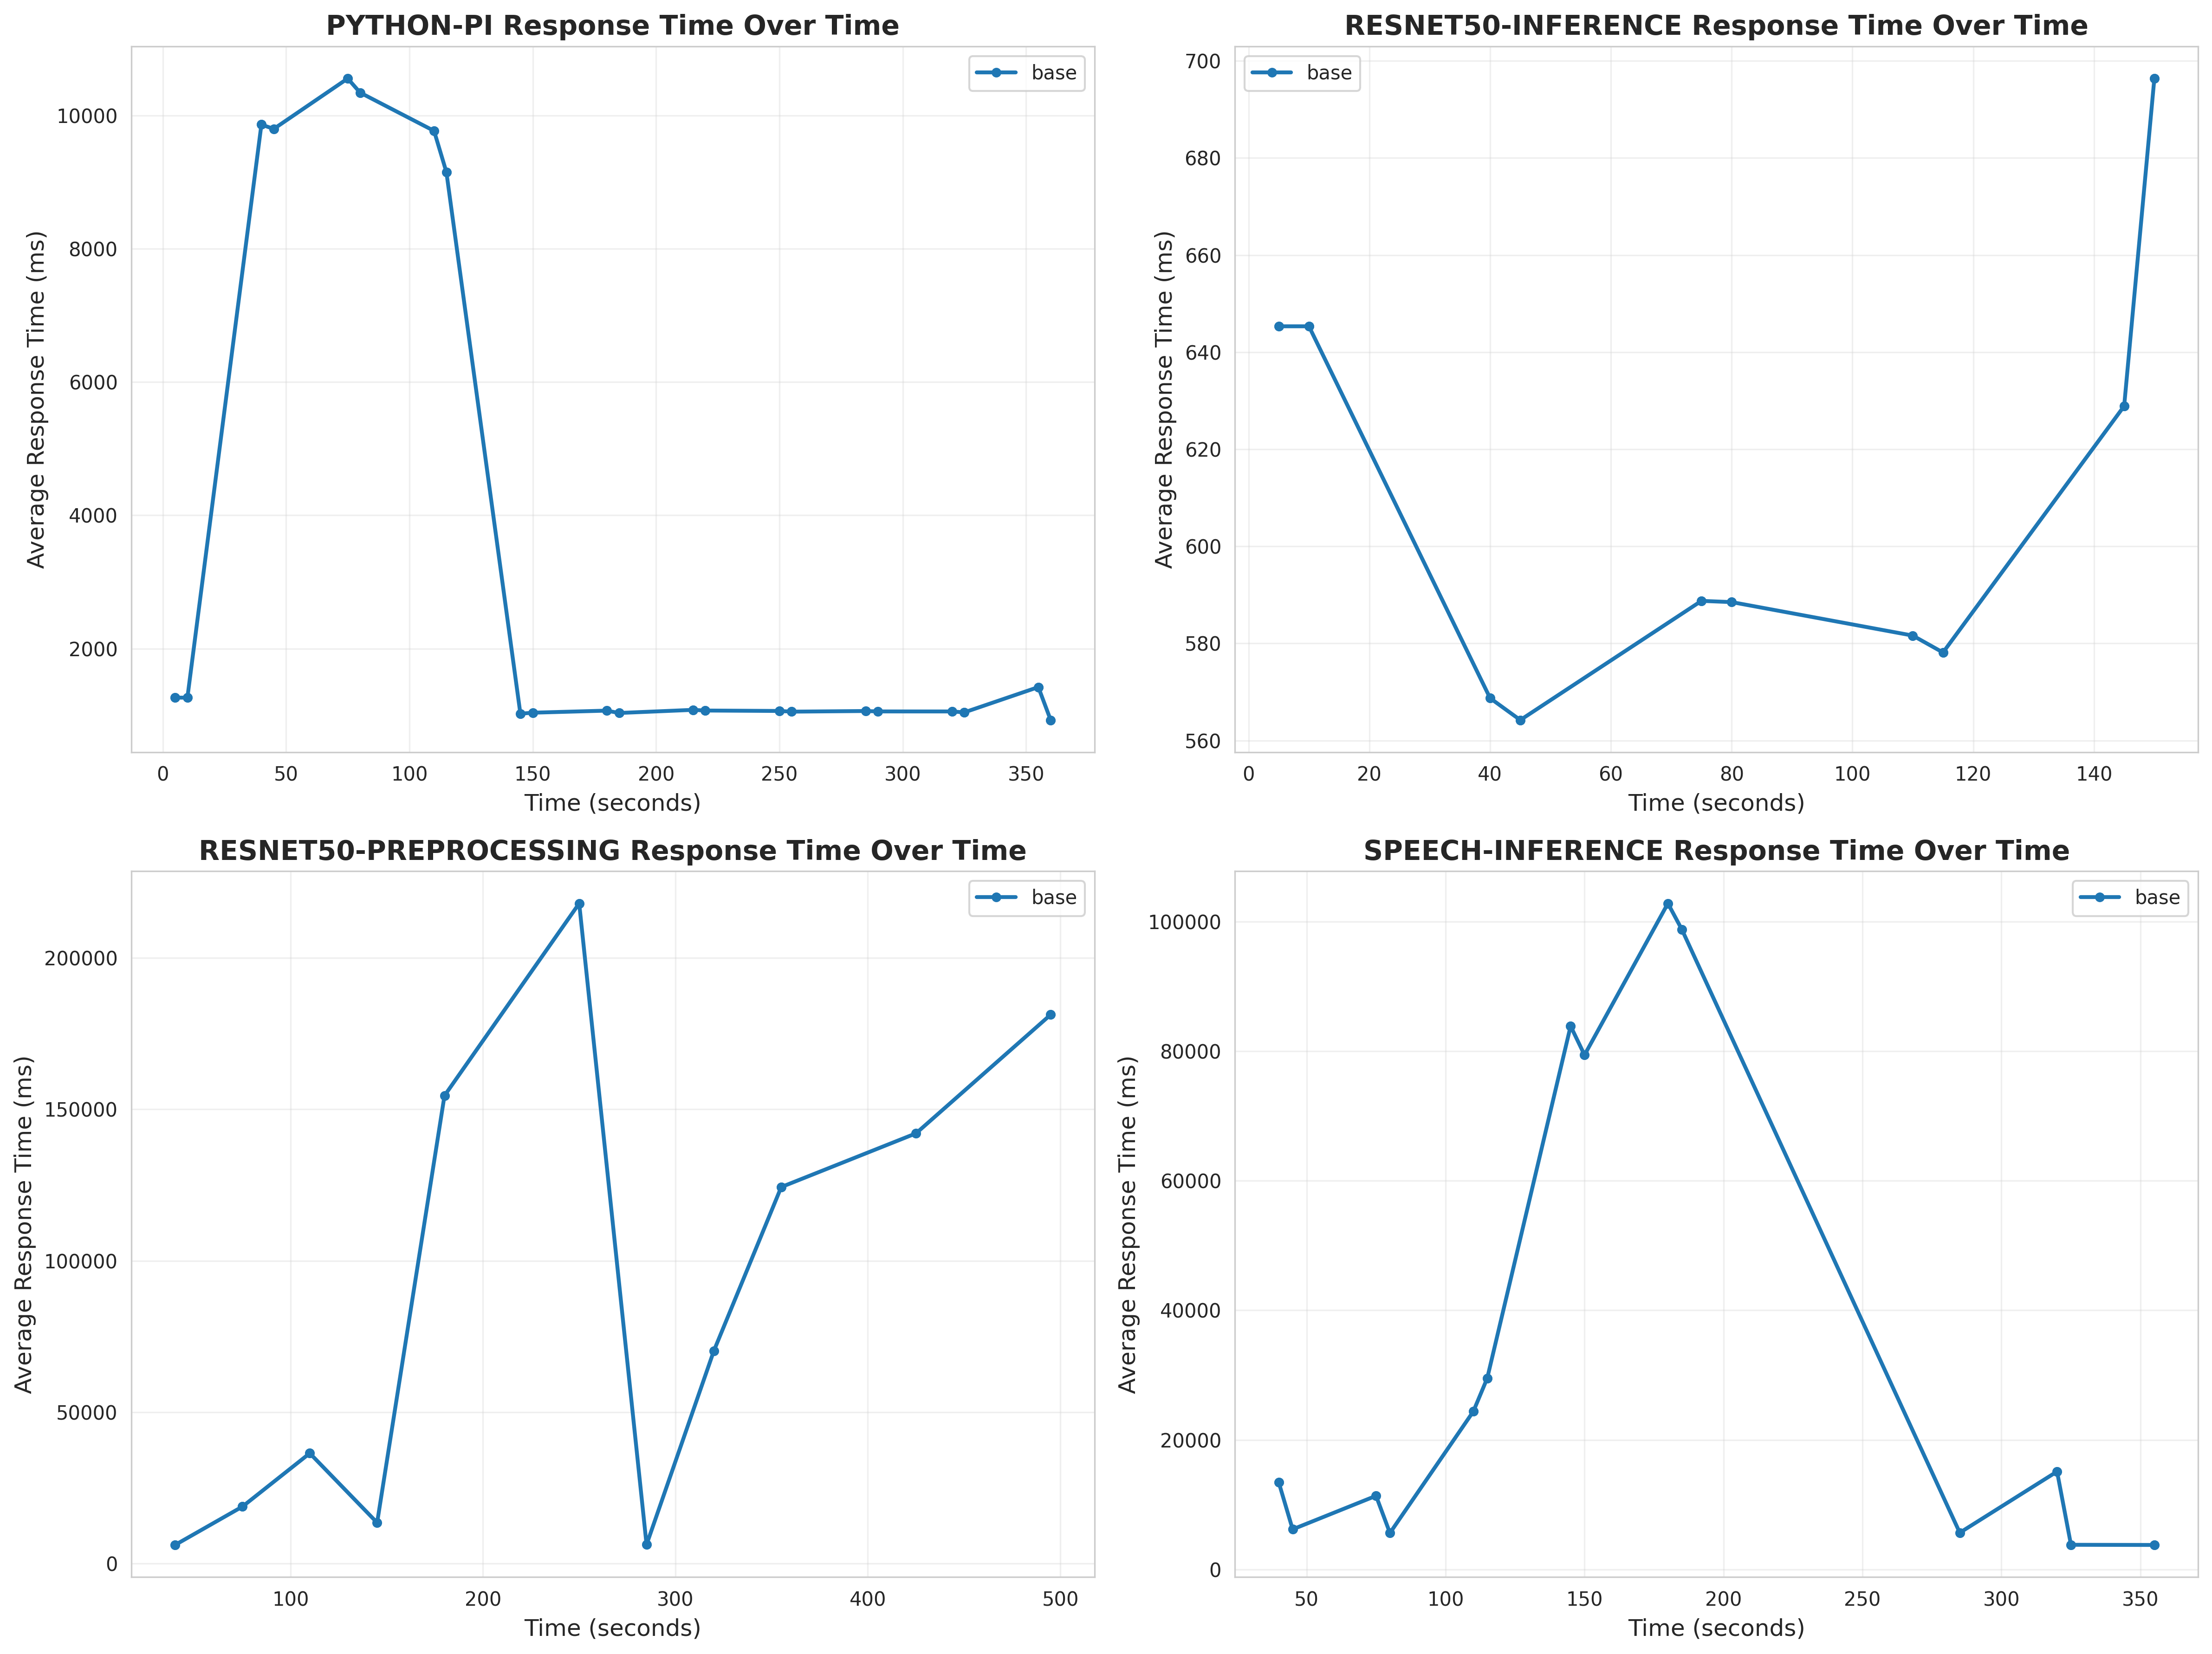 PYTHON-PI Response Time Over Time
base
Average Response Time (ms)
10000
8000
6000
4000
2000
0 50 100 150 200 250 300 350
Time (seconds)
RESNET50-INFERENCE Response Time Over Time
base
Average Response Time (ms)
700
680
660
640
620
600
580
560
0 20 40 60 80 100 120 140
Time (seconds)
RESNET50-PREPROCESSING Response Time Over Time
base
Average Response Time (ms)
200000
150000
100000
50000
0
100 200 300 400 500
Time (seconds)
SPEECH-INFERENCE Response Time Over Time
base
Average Response Time (ms)
100000
80000
60000
40000
20000
0
50 100 150 200 250 300 350
Time (seconds)